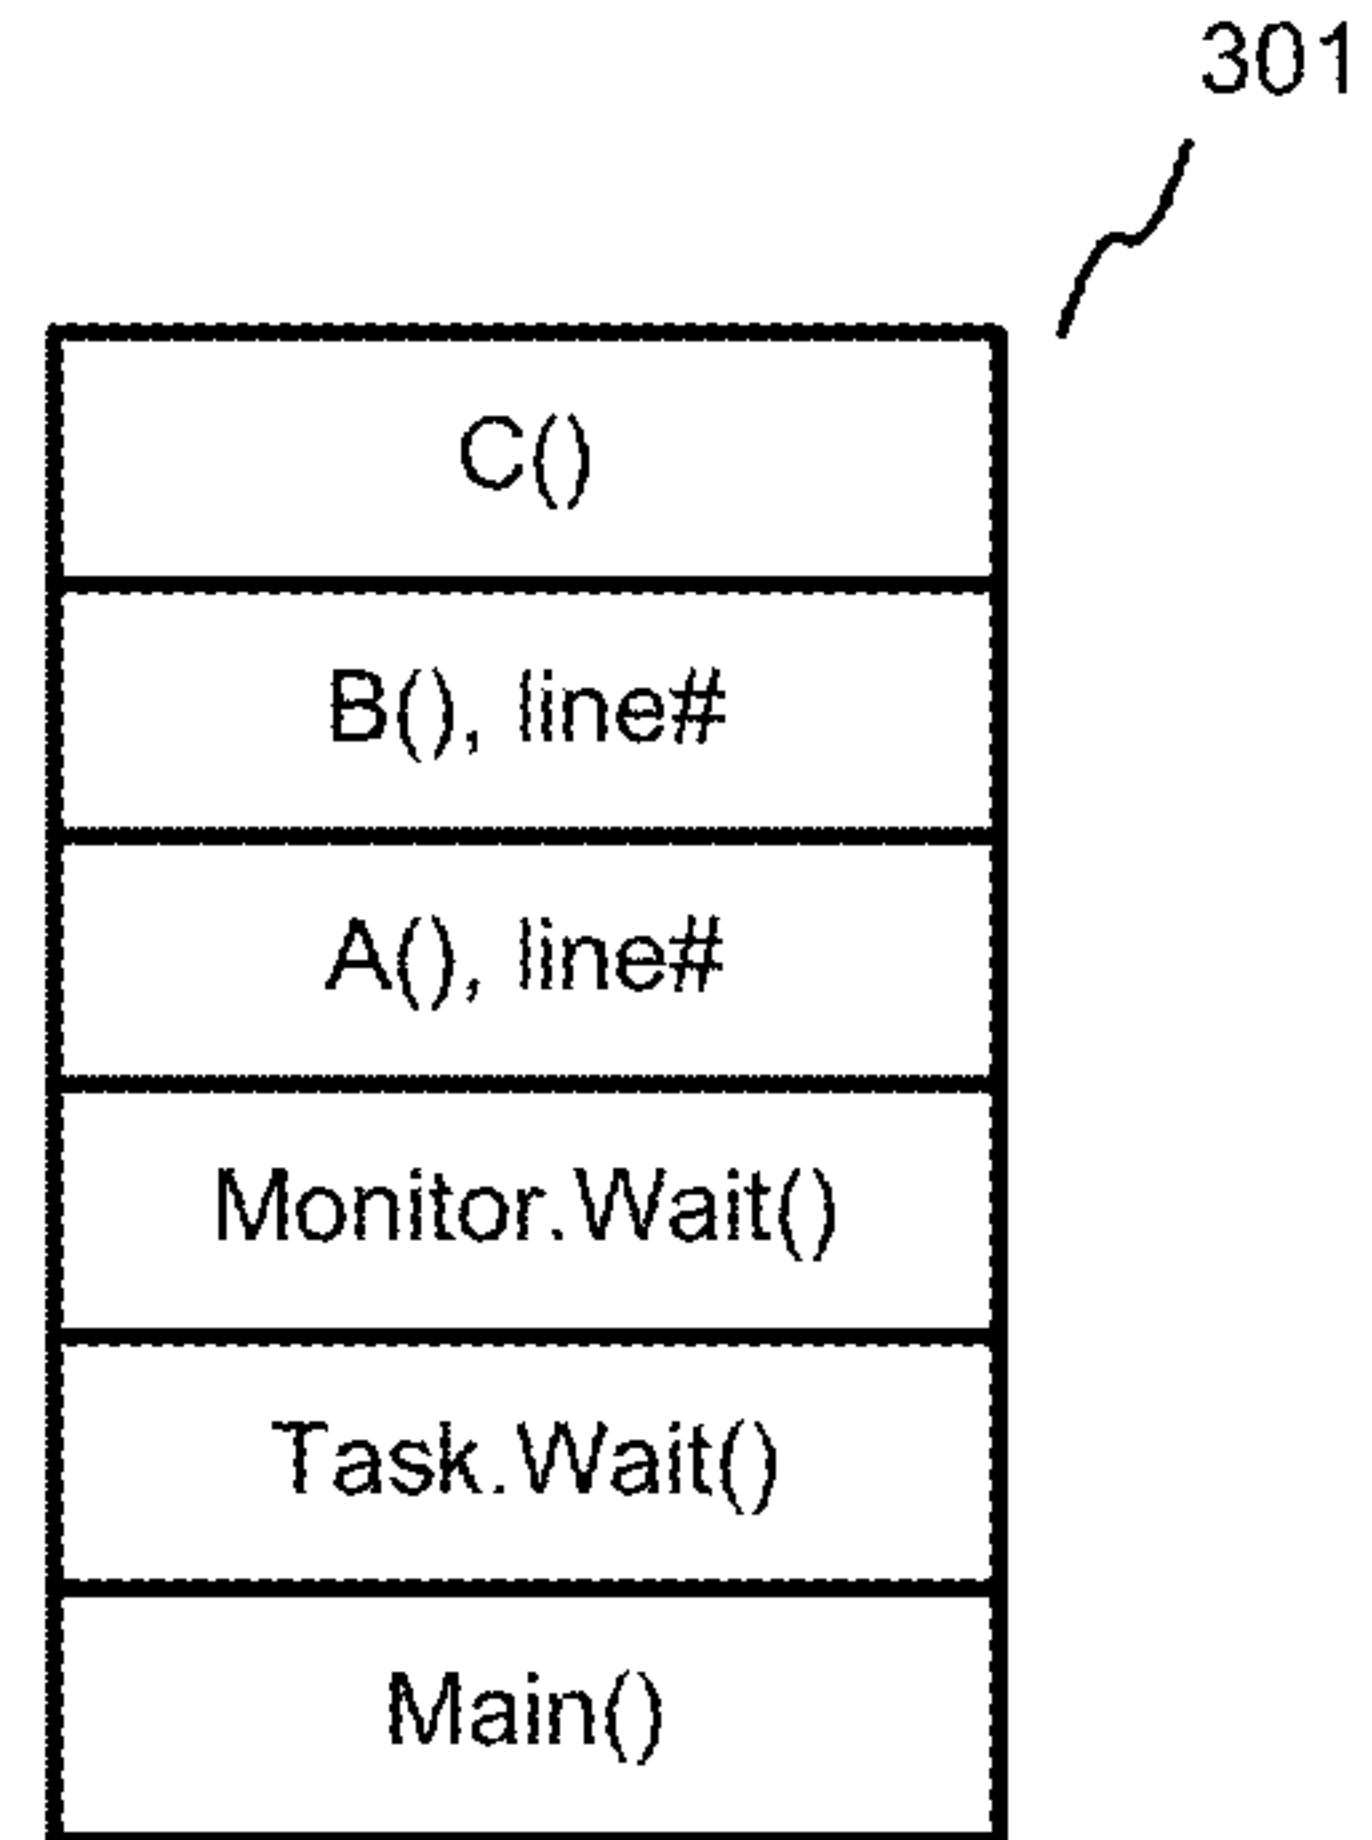 301
C()
B(), line#
A(), line#
Monitor.Wait()
Task.Wait()
Main()